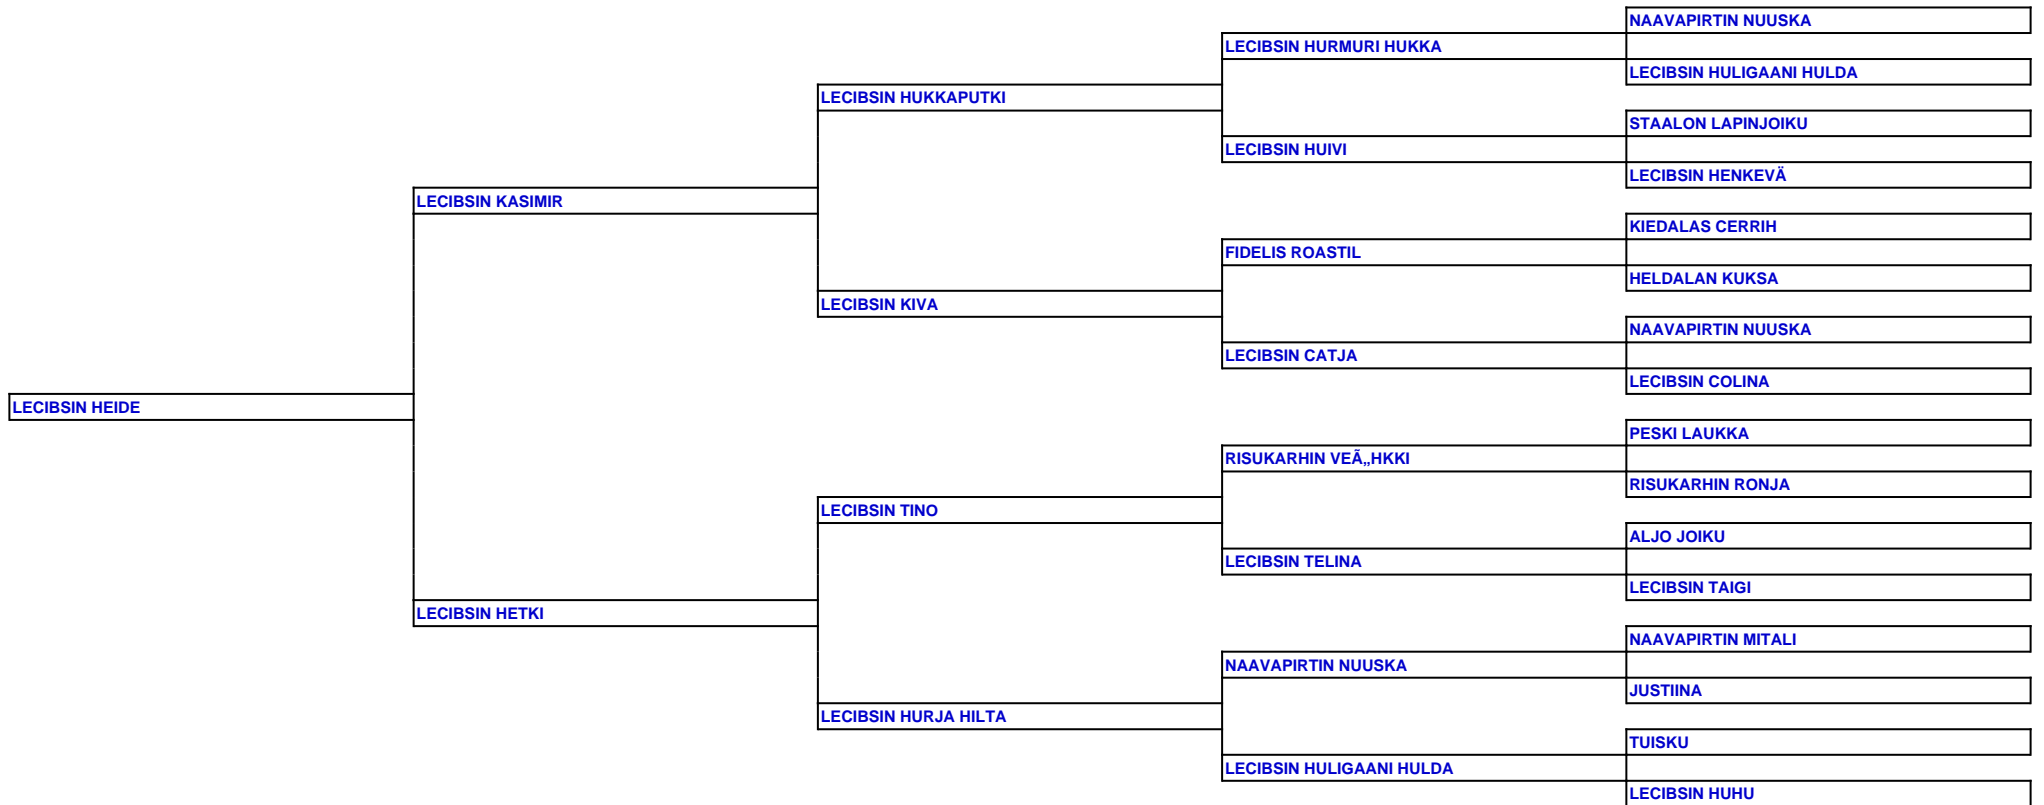 NAAVAPIRTIN NUUSKA
LECIBSIN HURMURI HUKKA
LECIBSIN HULIGAANI HULDA
LECIBSIN HUKKAPUTKI
STAALON LAPINJOIKU
LECIBSIN HUIVI
LECIBSIN HENKEVÄ
LECIBSIN KASIMIR
KIEDALAS CERRIH
FIDELIS ROASTIL
HELDALAN KUKSA
LECIBSIN KIVA
NAAVAPIRTIN NUUSKA
LECIBSIN CATJA
LECIBSIN COLINA
LECIBSIN HEIDE
PESKI LAUKKA
RISUKARHIN VEÃ„HKKI
RISUKARHIN RONJA
LECIBSIN TINO
ALJO JOIKU
LECIBSIN TELINA
LECIBSIN TAIGI
LECIBSIN HETKI
NAAVAPIRTIN MITALI
NAAVAPIRTIN NUUSKA
JUSTIINA
LECIBSIN HURJA HILTA
TUISKU
LECIBSIN HULIGAANI HULDA
LECIBSIN HUHU